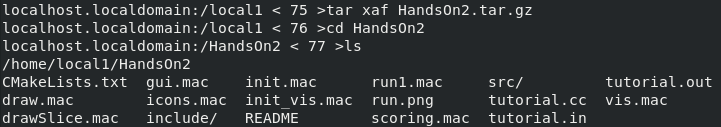 localhost.localdomain:/local1 < 75 >tar xaf HandsOn2.tar.gz
localhost.localdomain:/local1 < 76 >cd HandsOn2
localhost.localdomain:/HandsOn2 < 77 >ls
/home/local1/HandsOn2
CMakeLists.txt  gui.mac    init.mac      run1.mac     src/         tutorial.out
draw.mac        icons.mac  init_vis.mac  run.png      tutorial.cc  vis.mac
drawSlice.mac   include/   README        scoring.mac  tutorial.in